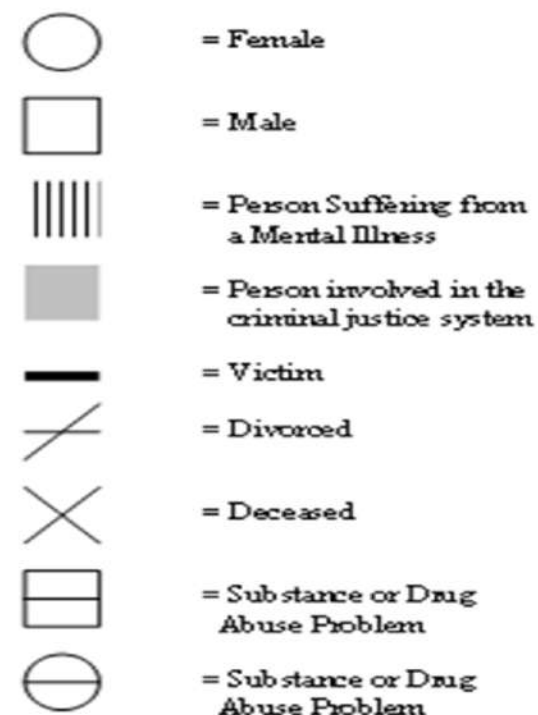 = Female
= Male
= Person Suffering from
a Mental Illness
= Person involved in the
criminal justice system
= Victim
= Divorced
= Deceased
= Substance or Drug
Abuse Problem
= Substance or Drug
Abuse Problem